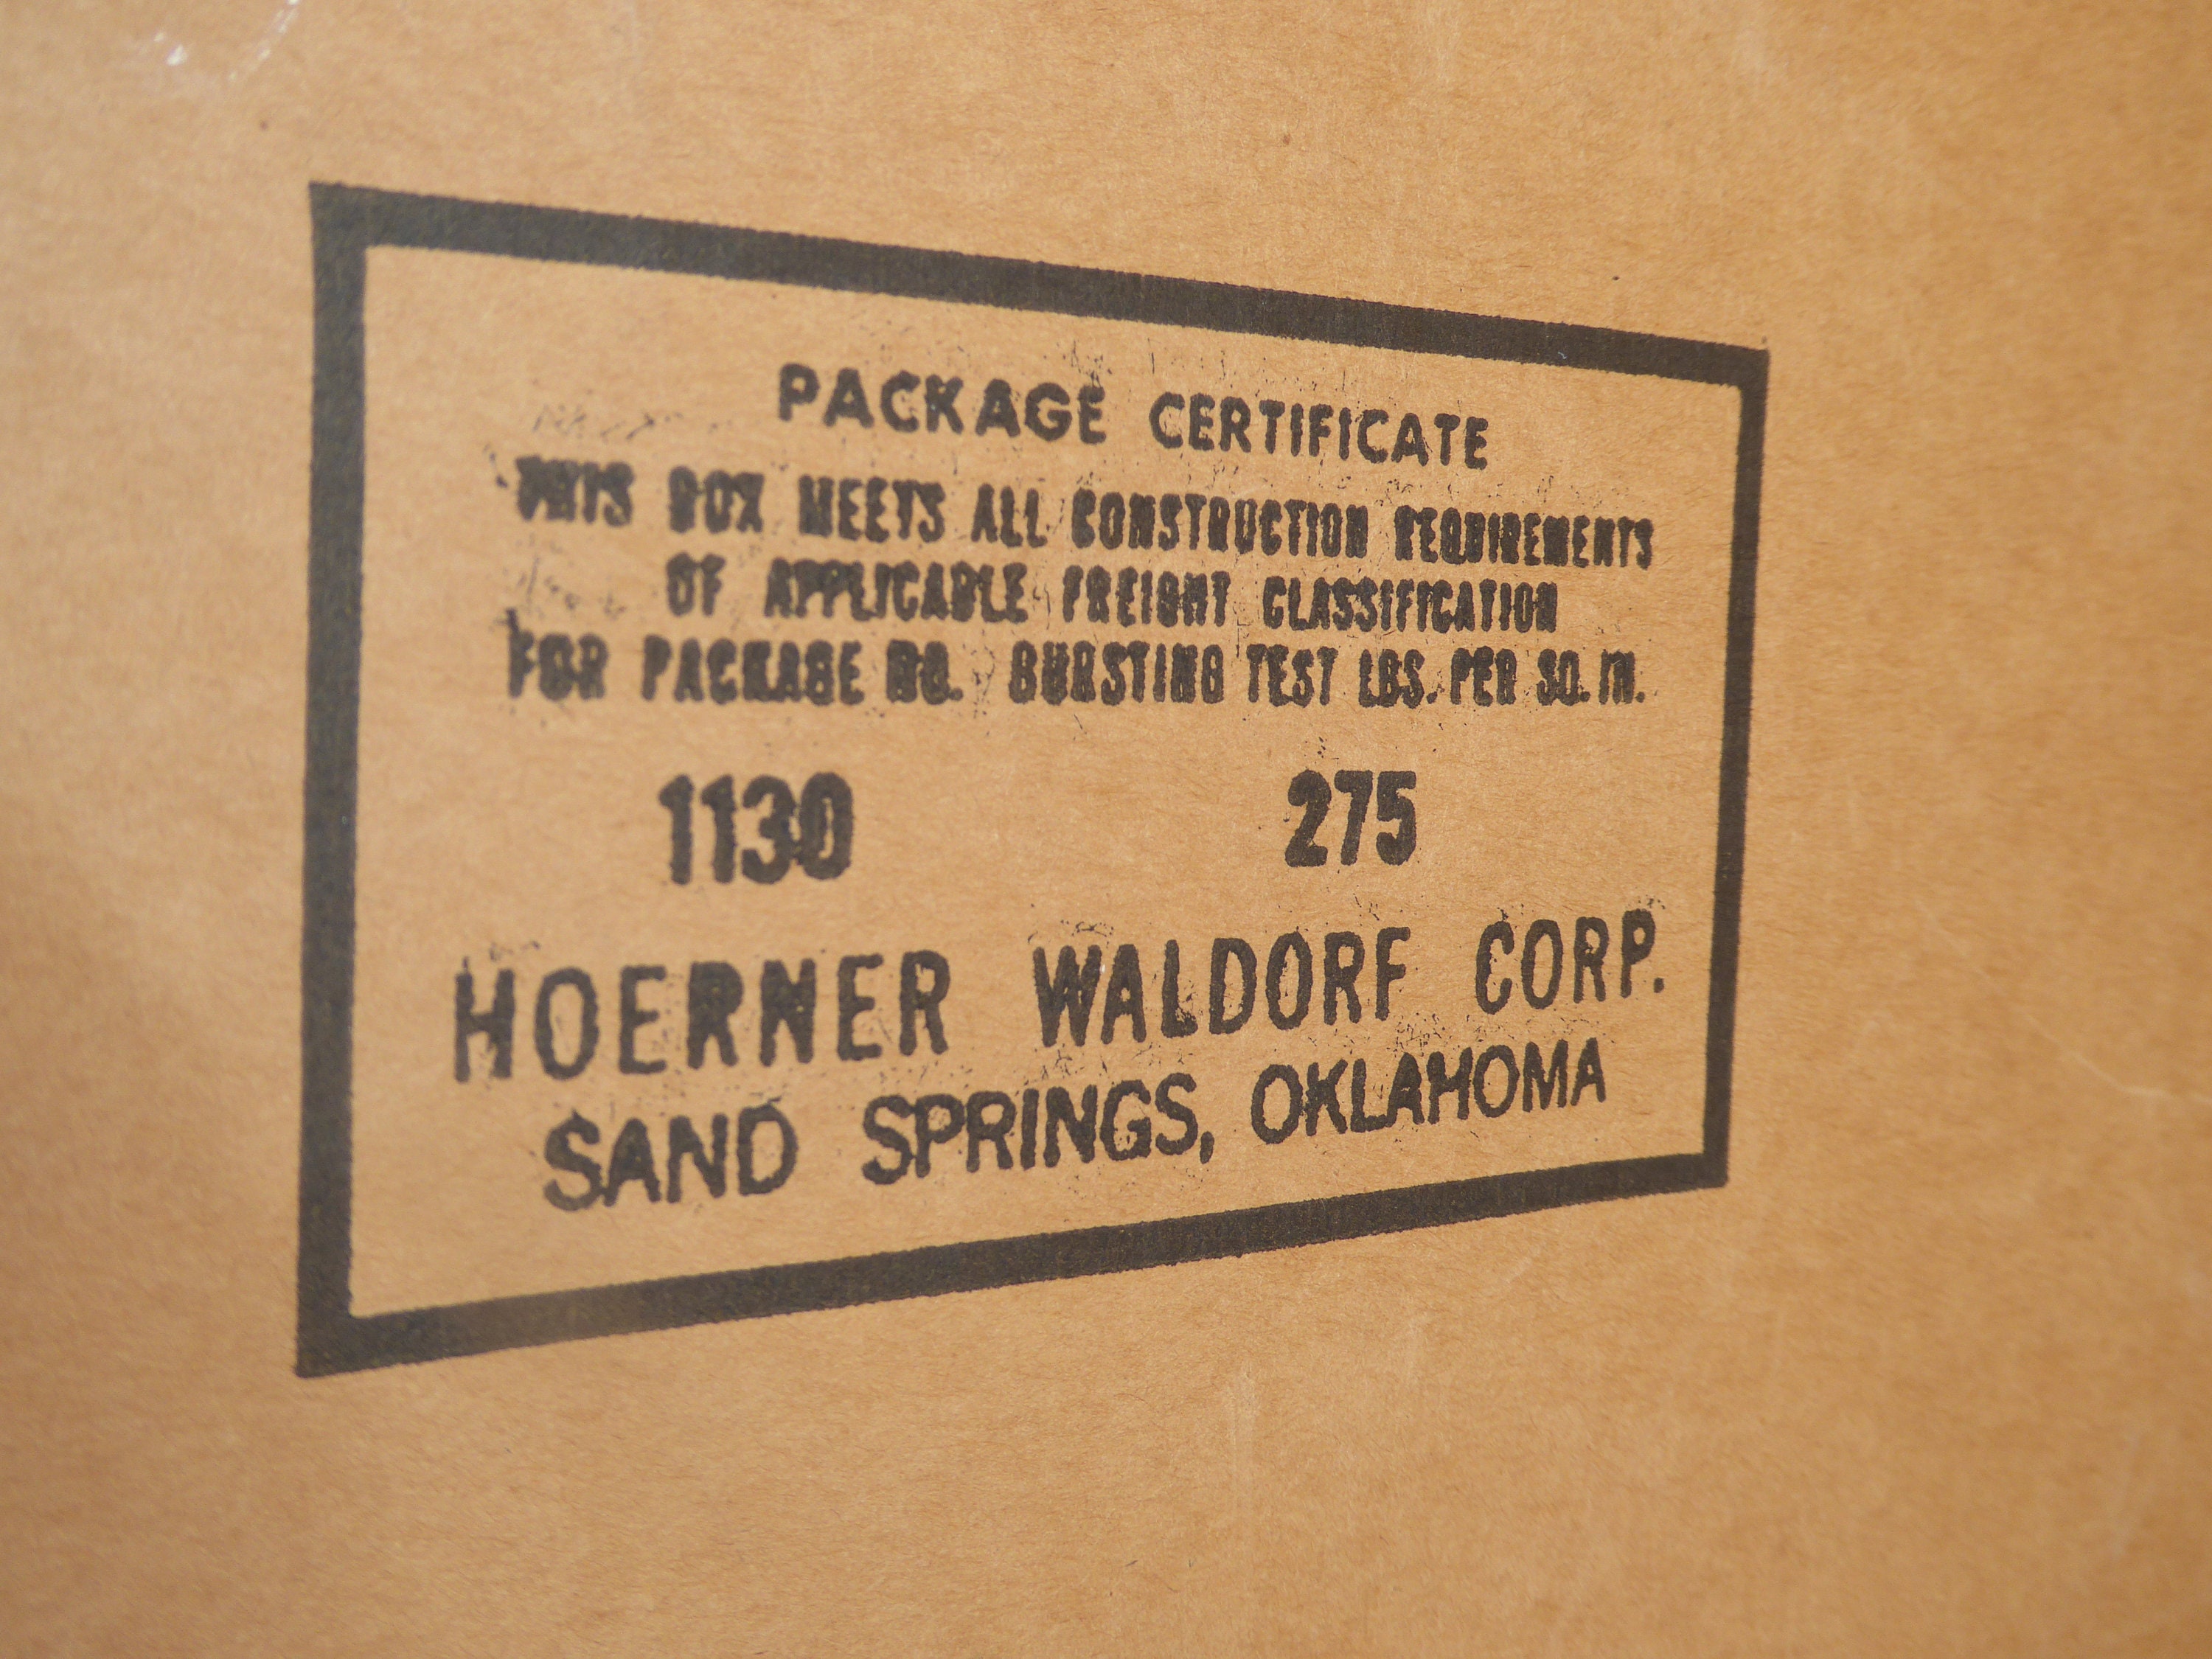 PACKAGE CERTIFICATE
THIS BOX MEETS ALL CONSTRUCTION REQUIREMENTS
OF APPLICABLE FREIGHT CLASSIFICATION
FOR PACKAGE NO. BURSTING TEST LBS. PER SQ. IN.
1130 275
HOERNER WALDORF CORP.
SAND SPRINGS, OKLAHOMA